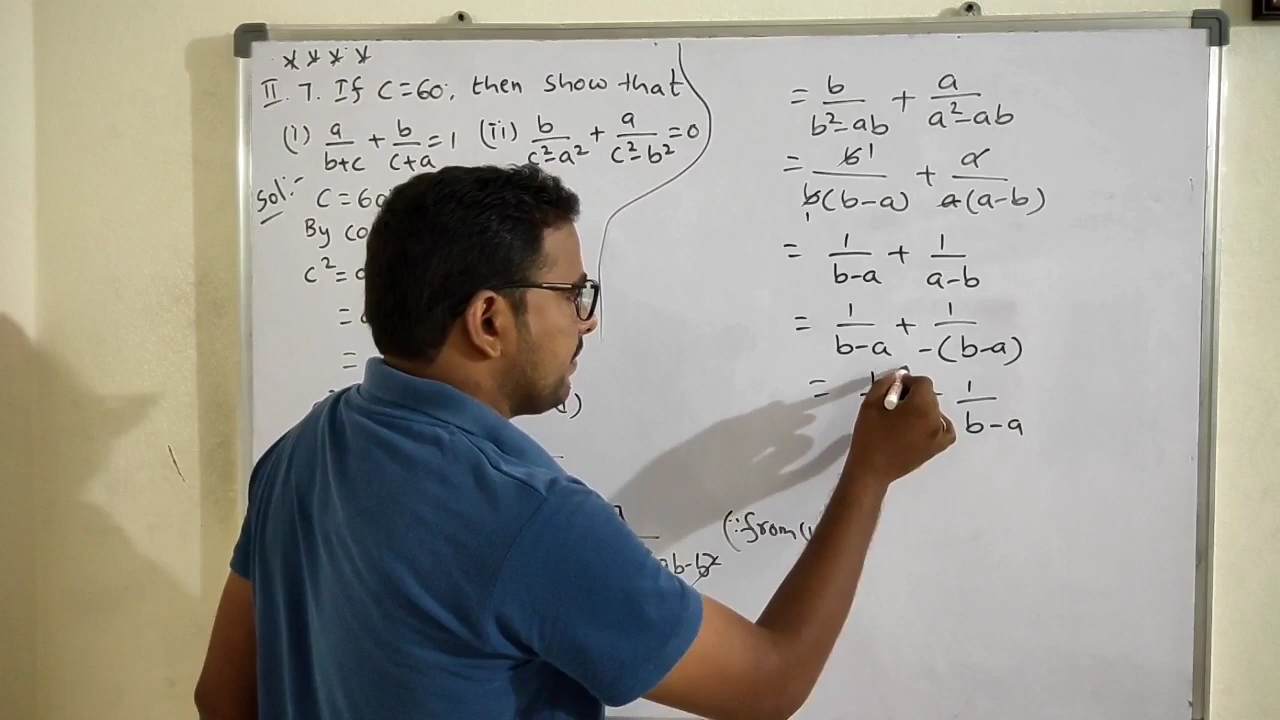 ****
II. 7. If C=60°, then show that
(i) a/(b+c) + b/(c+a) = 1 (ii) b/(c²-a²) + a/(c²-b²) = 0
Sol:-
C=60
By co
c²=
=
=
ab-b²
(∵from(1
= b/(b²-ab) + a/(a²-ab)
= b/(b(b-a)) + a/(a(a-b))
= 1/(b-a) + 1/(a-b)
= 1/(b-a) + 1/(-(b-a))
= 1/(b-a)